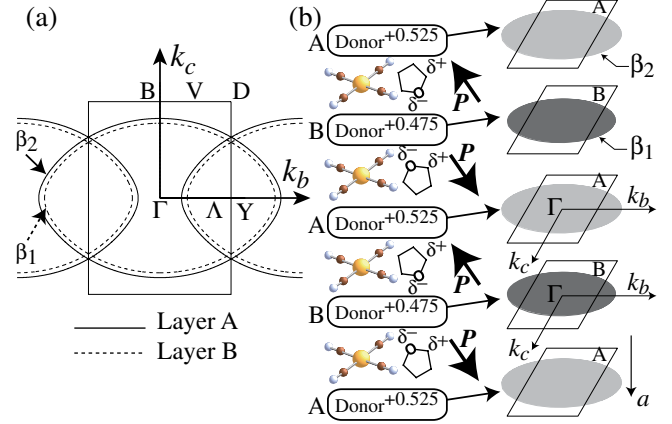 (a)
k_c
B V D
β₂
k_b
Γ Λ Y
β₁
Layer A
Layer B
(b)
A Donor^{+0.525} A
δ+
δ− P β₂
B Donor^{+0.475} B
δ− δ+ P β₁
A Donor^{+0.525} A
Γ k_b
δ+ k_c
δ− P
B Donor^{+0.475} B
Γ k_b
δ− δ+ P k_c
A Donor^{+0.525} A
a